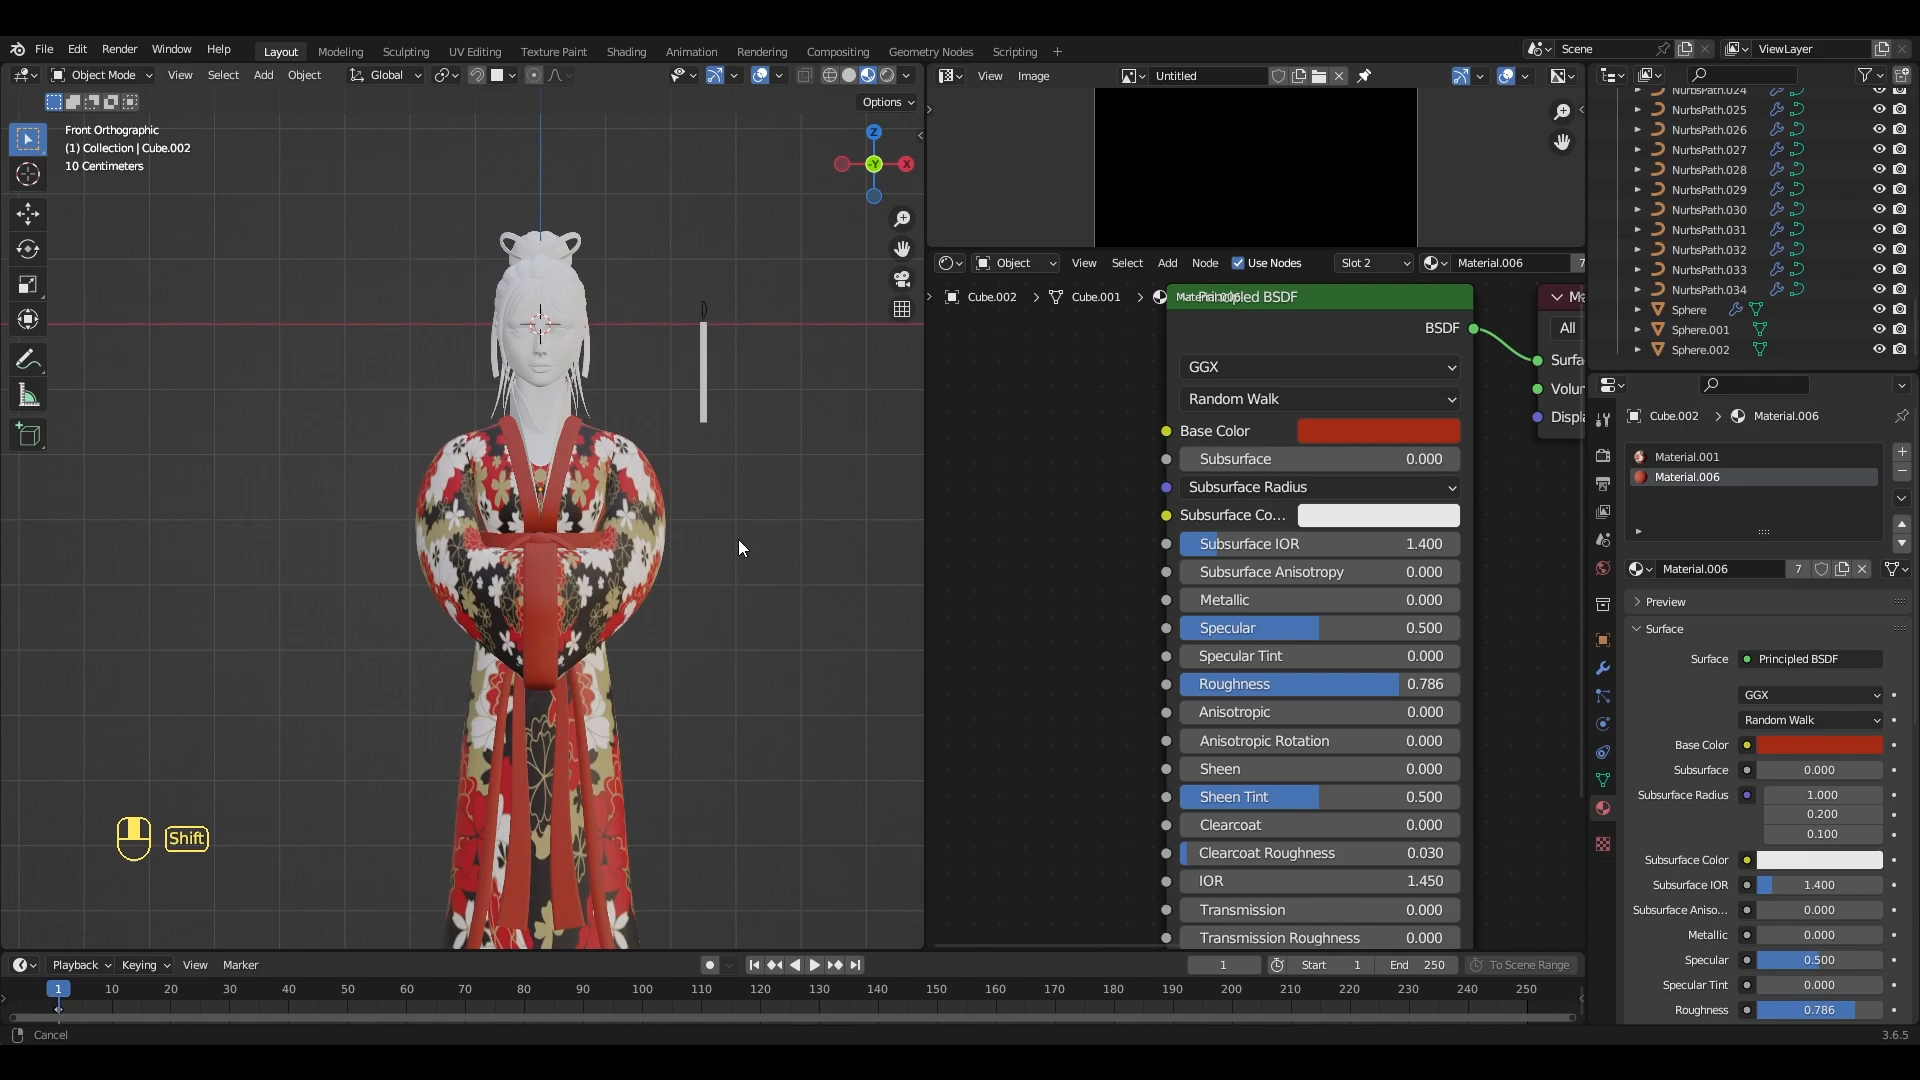 File Edit Render Window Help
Layout Modeling Sculpting UV Editing Texture Paint Shading Animation Rendering Compositing Geometry Nodes Scripting +
Scene
ViewLayer
Object Mode View Select Add Object Global
Options
Front Orthographic
(1) Collection | Cube.002
10 Centimeters
Z
-Y
X
View Image Untitled
Object View Select Add Node Use Nodes Slot 2 Material.006 7
Cube.002 > Cube.001 >
Principled BSDF
BSDF
GGX
Random Walk
Base Color
Subsurface 0.000
Subsurface Radius
Subsurface Co...
Subsurface IOR 1.400
Subsurface Anisotropy 0.000
Metallic 0.000
Specular 0.500
Specular Tint 0.000
Roughness 0.786
Anisotropic 0.000
Anisotropic Rotation 0.000
Sheen 0.000
Sheen Tint 0.500
Clearcoat 0.000
Clearcoat Roughness 0.030
IOR 1.450
Transmission 0.000
Transmission Roughness 0.000
All
NurbsPath.024
NurbsPath.025
NurbsPath.026
NurbsPath.027
NurbsPath.028
NurbsPath.029
NurbsPath.030
NurbsPath.031
NurbsPath.032
NurbsPath.033
NurbsPath.034
Sphere
Sphere.001
Sphere.002
Cube.002 > Material.006
Material.001
Material.006
Material.006 7
Preview
Surface
Surface Principled BSDF
GGX
Random Walk
Base Color
Subsurface 0.000
Subsurface Radius 1.000
0.200
0.100
Subsurface Color
Subsurface IOR 1.400
Subsurface Aniso... 0.000
Metallic 0.000
Specular 0.500
Specular Tint 0.000
Roughness 0.786
Shift
Playback Keying View Marker
1 Start 1 End 250 To Scene Range
1 10 20 30 40 50 60 70 80 90 100 110 120 130 140 150 160 170 180 190 200 210 220 230 240 250
Cancel
3.6.5